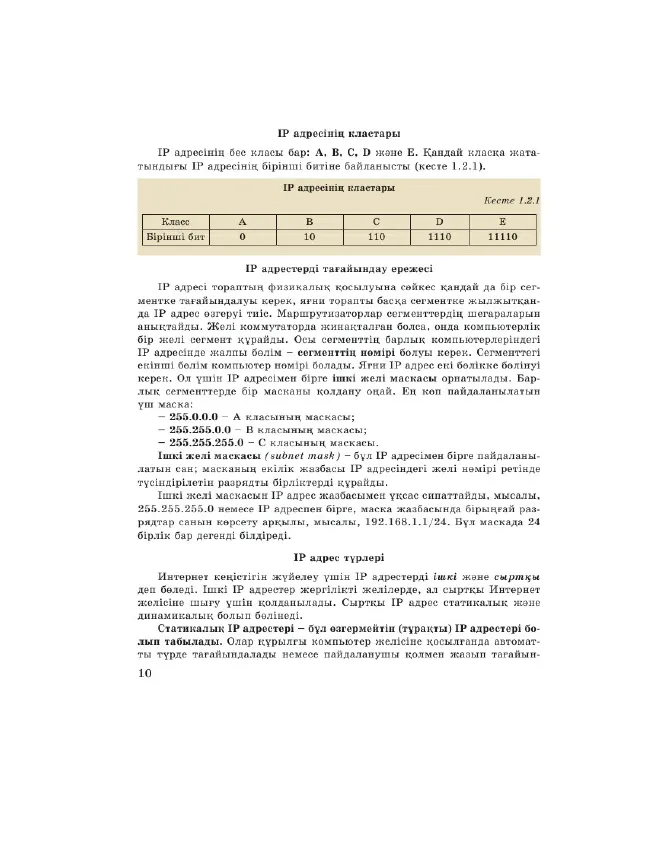 IP адресінің кластары
IP адресінің бес класы бар: A, B, C, D және E. Қандай класқа жата-
тындығы IP адресінің бірінші битіне байланысты (кесте 1.2.1).
IP адресінің кластары
Кесте 1.2.1
Класс A B C D E
Бірінші бит 0 10 110 1110 11110
IP адрестерді тағайындау ережесі
IP адресі тораптың физикалық қосылуына сәйкес қандай да бір сег-
ментке тағайындалуы керек, яғни торапты басқа сегментке жылжытқан-
да IP адрес өзгеруі тиіс. Маршрутизаторлар сегменттердің шегараларын
анықтайды. Желі коммутаторда жинақталған болса, онда компьютерлік
бір желі сегмент құрайды. Осы сегменттің барлық компьютерлеріндегі
IP адресінде жалпы бөлім – сегменттің нөмірі болуы керек. Сегменттегі
екінші бөлім компьютер нөмірі болады. Яғни IP адрес екі бөлікке бөлінуі
керек. Ол үшін IP адресімен бірге ішкі желі маскасы орнатылады. Бар-
лық сегменттерде бір масканы қолдану оңай. Ең көп пайдаланылатын
үш маска:
– 255.0.0.0 – A класының маскасы;
– 255.255.0.0 – B класының маскасы;
– 255.255.255.0 – C класының маскасы.
Ішкі желі маскасы (subnet mask) – бұл IP адресімен бірге пайдаланы-
латын сан; масканың екілік жазбасы IP адресіндегі желі нөмірі ретінде
түсіндірілетін разрядты бірліктерді құрайды.
Ішкі желі маскасын IP адрес жазбасымен ұқсас сипаттайды, мысалы,
255.255.255.0 немесе IP адреспен бірге, маска жазбасында бірыңғай раз-
рядтар санын көрсету арқылы, мысалы, 192.168.1.1/24. Бұл маскада 24
бірлік бар дегенді білдіреді.
IP адрес түрлері
Интернет кеңістігін жүйелеу үшін IP адрестерді ішкі және сыртқы
деп бөледі. Ішкі IP адрестер жергілікті желілерде, ал сыртқы Интернет
желісіне шығу үшін қолданылады. Сыртқы IP адрес статикалық және
динамикалық болып бөлінеді.
Статикалық IP адрестері – бұл өзгермейтін (тұрақты) IP адрестері бо-
лып табылады. Олар құрылғы компьютер желісіне қосылғанда автомат-
ты түрде тағайындалады немесе пайдаланушы қолмен жазып тағайын-
10